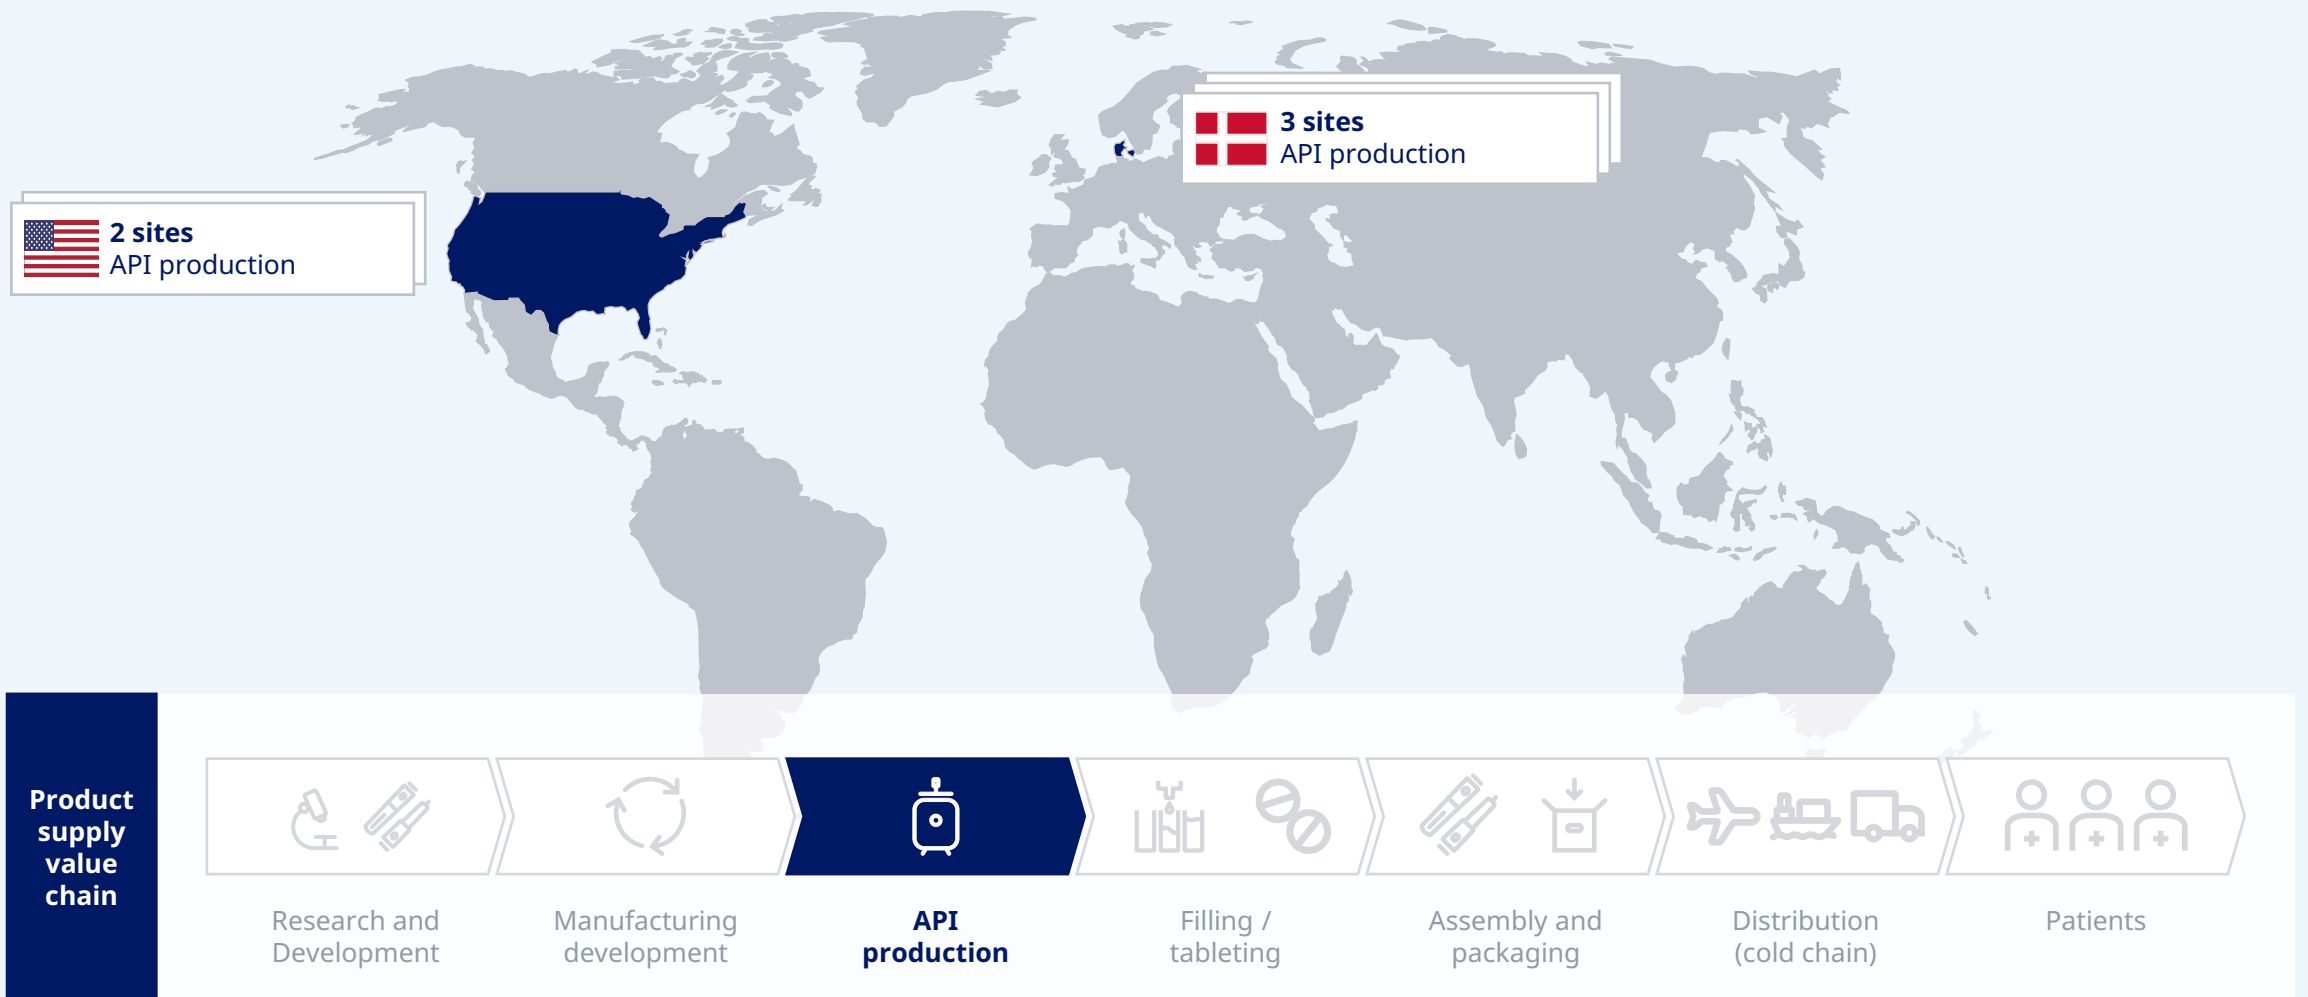 3 sites
API production
2 sites
API production
Product
supply
value
chain
Research and
Development
Manufacturing
development
API
production
Filling /
tableting
Assembly and
packaging
Distribution
(cold chain)
Patients